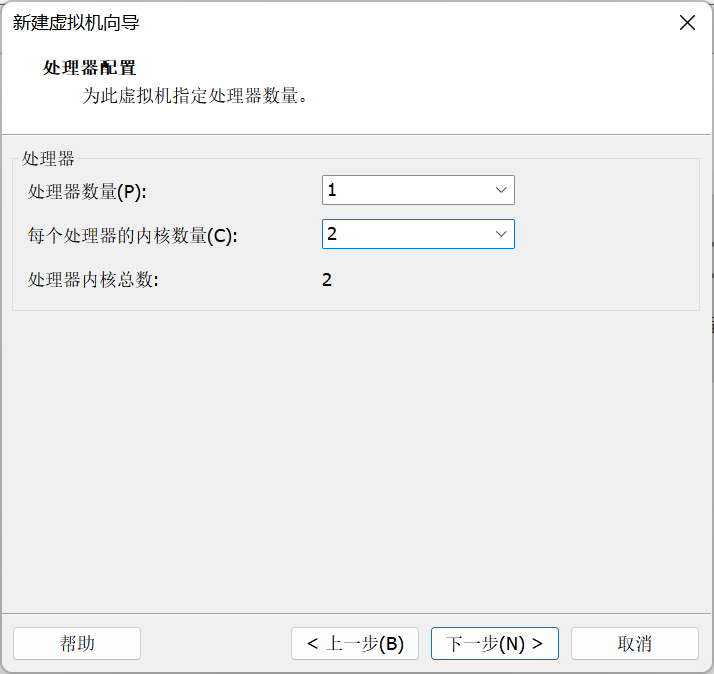 新建虚拟机向导
处理器配置
为此虚拟机指定处理器数量。
处理器
处理器数量(P): 1
每个处理器的内核数量(C): 2
处理器内核总数: 2
帮助 < 上一步(B) 下一步(N) > 取消